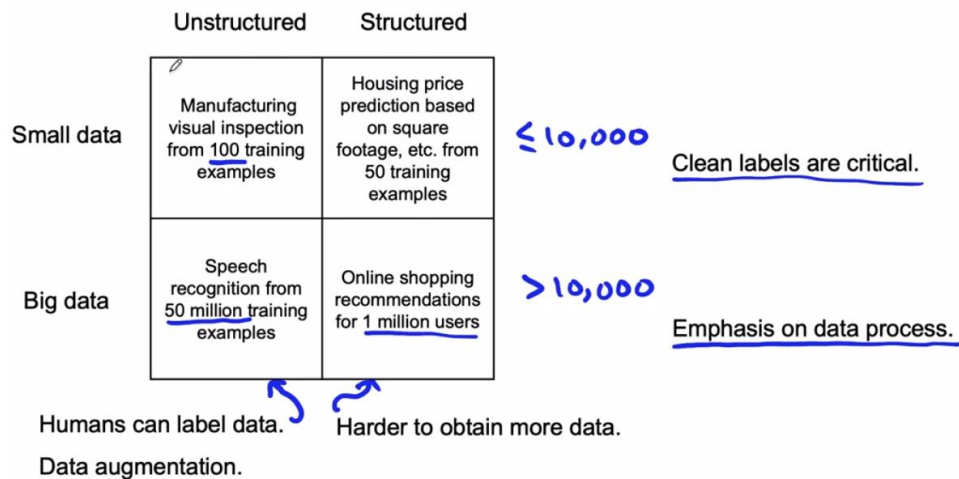 Unstructured Structured
Small data
Manufacturing
visual inspection
from 100 training
examples
Housing price
prediction based
on square
footage, etc. from
50 training
examples
≤10,000
Clean labels are critical.
Big data
Speech
recognition from
50 million training
examples
Online shopping
recommendations
for 1 million users
>10,000
Emphasis on data process.
Humans can label data.
Data augmentation.
Harder to obtain more data.